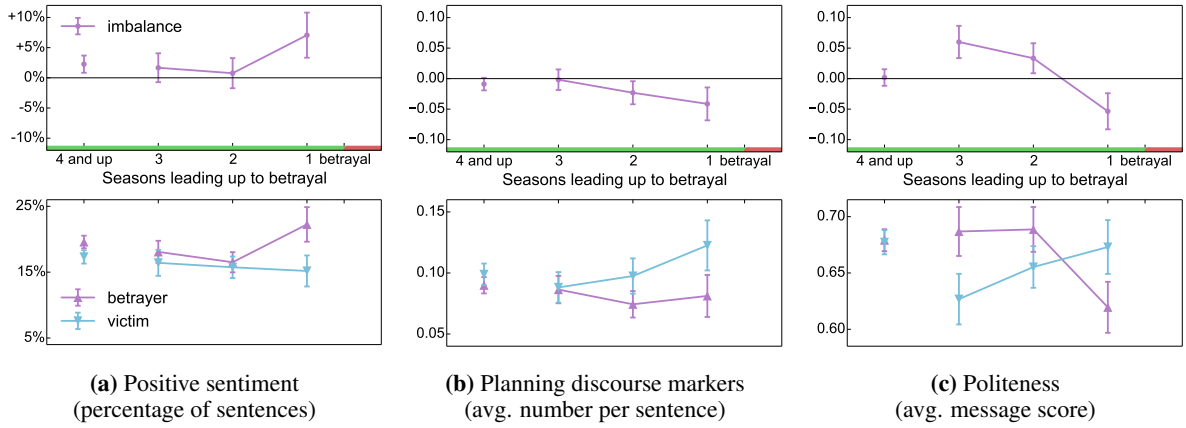 +10%
+5%
0%
-5%
-10%
imbalance
4 and up 3 2 1 betrayal
Seasons leading up to betrayal
25%
15%
5%
betrayer
victim
(a) Positive sentiment
(percentage of sentences)
0.10
0.05
0.00
−0.05
−0.10
4 and up 3 2 1 betrayal
Seasons leading up to betrayal
0.15
0.10
0.05
(b) Planning discourse markers
(avg. number per sentence)
0.10
0.05
0.00
−0.05
−0.10
4 and up 3 2 1 betrayal
Seasons leading up to betrayal
0.70
0.65
0.60
(c) Politeness
(avg. message score)